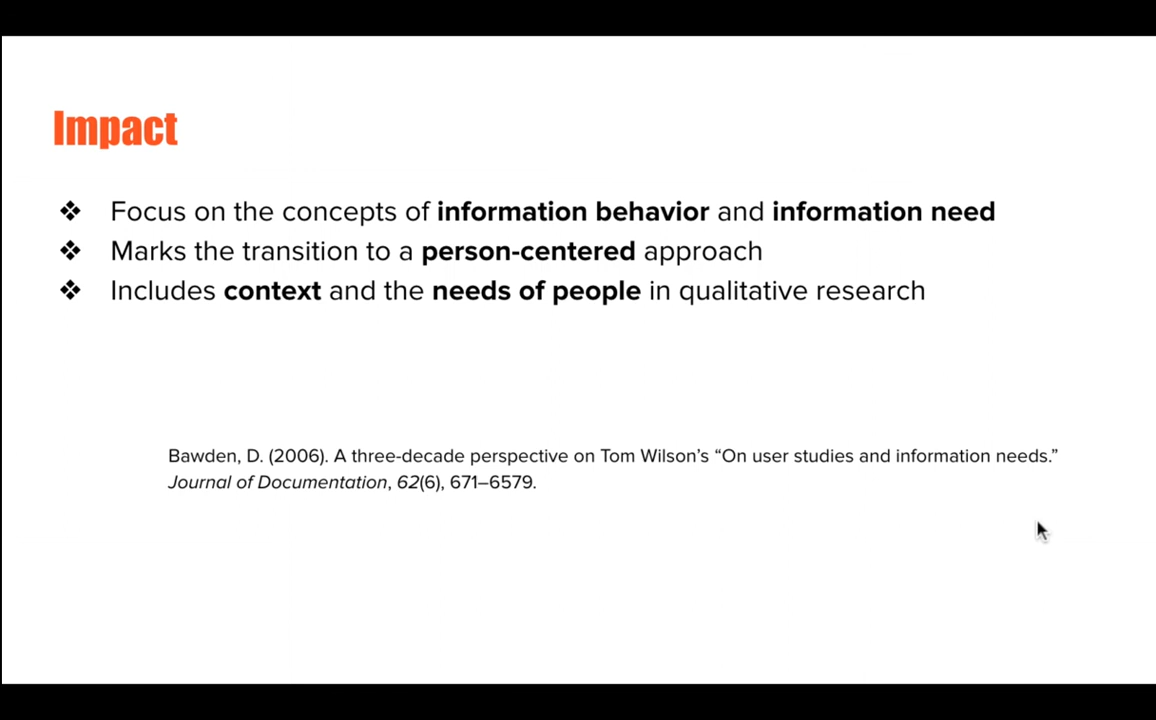 Impact
❖ Focus on the concepts of information behavior and information need
❖ Marks the transition to a person-centered approach
❖ Includes context and the needs of people in qualitative research
Bawden, D. (2006). A three-decade perspective on Tom Wilson’s “On user studies and information needs.”
Journal of Documentation, 62(6), 671–6579.